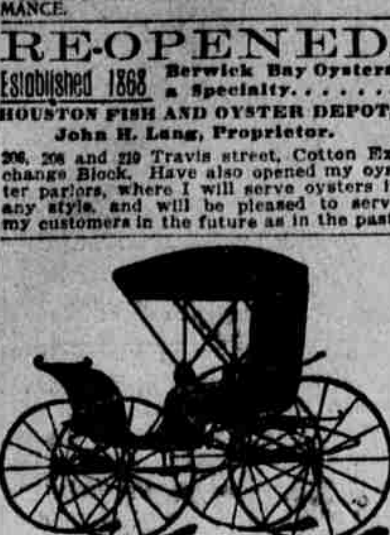 MANCE.
RE-OPENED
Established 1868
Berwick Bay Oysters
a Specialty. . . . . .
HOUSTON FISH AND OYSTER DEPOT,
John H. Lang, Proprietor.
206, 208 and 210 Travis street, Cotton Ex
change Block. Have also opened my oys
ter parlors, where I will serve oysters
any style, and will be pleased to serv
my customers in the future as in the past